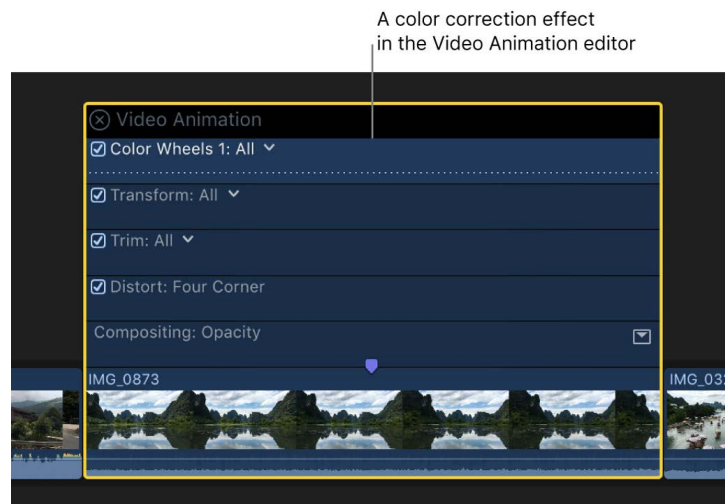 A color correction effect
in the Video Animation editor
Video Animation
Color Wheels 1: All
Transform: All
Trim: All
Distort: Four Corner
Compositing: Opacity
IMG_0873
IMG_032